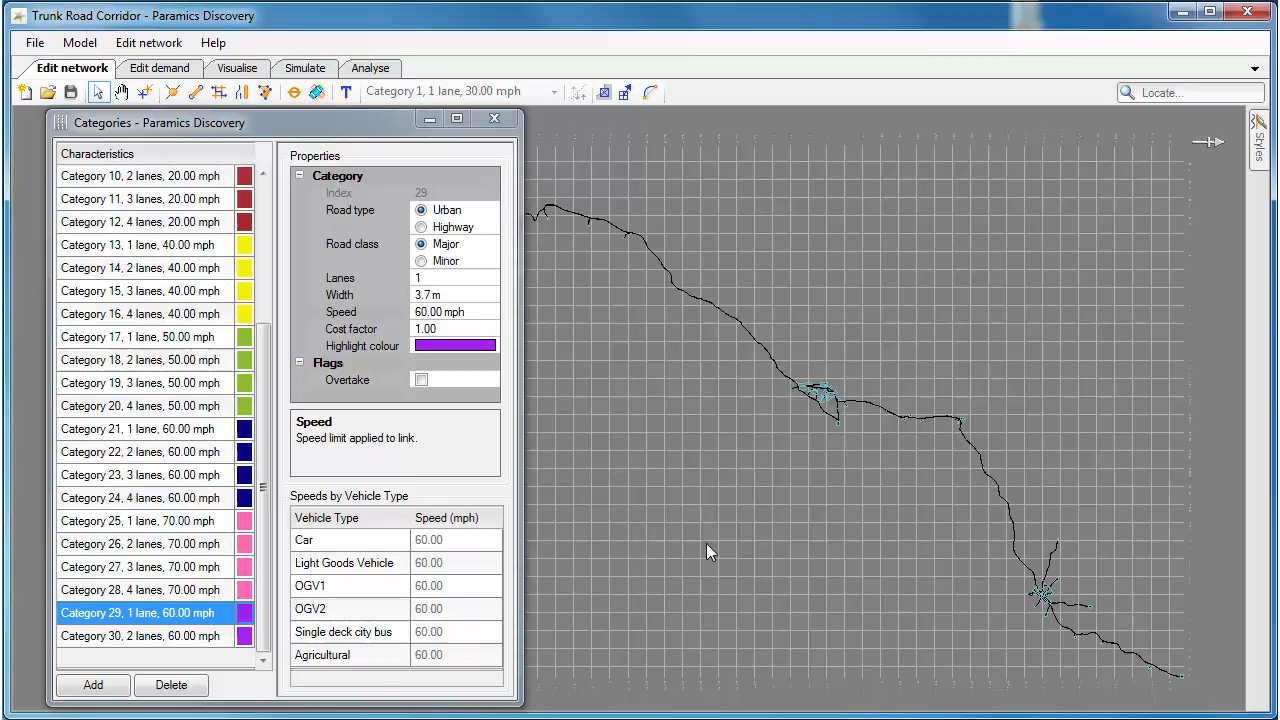 Trunk Road Corridor - Paramics Discovery
File Model Edit network Help
Edit network Edit demand Visualise Simulate Analyse
T Category 1, 1 lane, 30.00 mph Locate...
Categories - Paramics Discovery
Styles
Characteristics
Category 10, 2 lanes, 20.00 mph
Category 11, 3 lanes, 20.00 mph
Category 12, 4 lanes, 20.00 mph
Category 13, 1 lane, 40.00 mph
Category 14, 2 lanes, 40.00 mph
Category 15, 3 lanes, 40.00 mph
Category 16, 4 lanes, 40.00 mph
Category 17, 1 lane, 50.00 mph
Category 18, 2 lanes, 50.00 mph
Category 19, 3 lanes, 50.00 mph
Category 20, 4 lanes, 50.00 mph
Category 21, 1 lane, 60.00 mph
Category 22, 2 lanes, 60.00 mph
Category 23, 3 lanes, 60.00 mph
Category 24, 4 lanes, 60.00 mph
Category 25, 1 lane, 70.00 mph
Category 26, 2 lanes, 70.00 mph
Category 27, 3 lanes, 70.00 mph
Category 28, 4 lanes, 70.00 mph
Category 29, 1 lane, 60.00 mph
Category 30, 2 lanes, 60.00 mph
Add Delete
Properties
Category
Index 29
Road type Urban
Highway
Road class Major
Minor
Lanes 1
Width 3.7 m
Speed 60.00 mph
Cost factor 1.00
Highlight colour
Flags
Overtake
Speed
Speed limit applied to link.
Speeds by Vehicle Type
Vehicle Type Speed (mph)
Car 60.00
Light Goods Vehicle 60.00
OGV1 60.00
OGV2 60.00
Single deck city bus 60.00
Agricultural 60.00